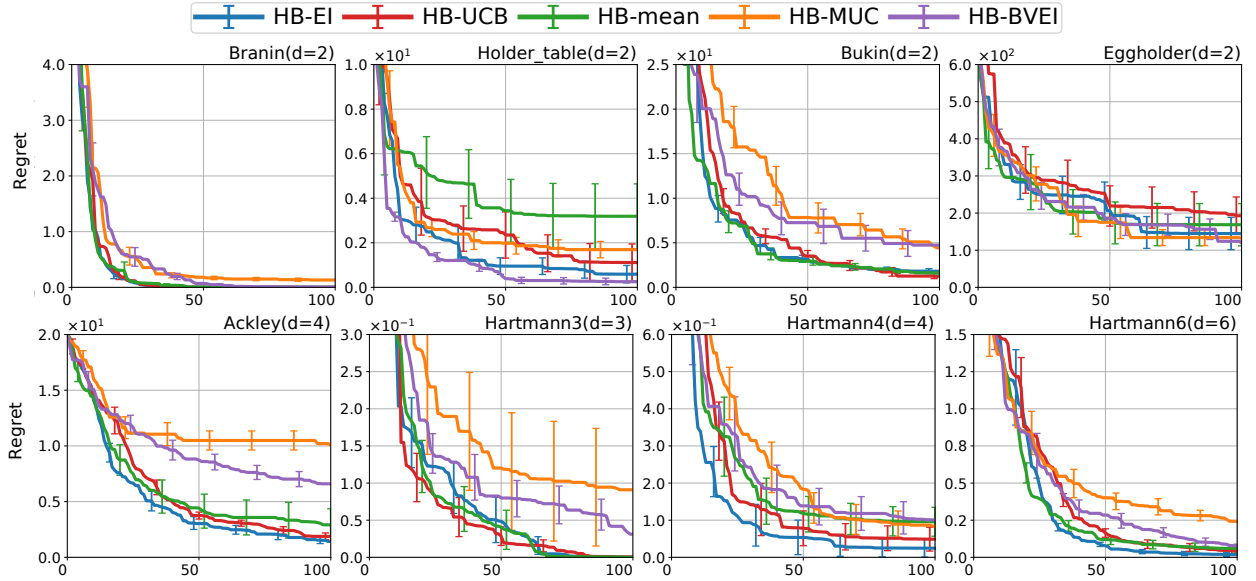 HB-EI HB-UCB HB-mean HB-MUC HB-BVEI
Branin(d=2)
Regret
4.0
3.0
2.0
1.0
0.0
0 50 100
×10¹ Holder_table(d=2)
1.0
0.8
0.6
0.4
0.2
0.0
0 50 100
×10¹ Bukin(d=2)
2.5
2.0
1.5
1.0
0.5
0.0
0 50 100
×10² Eggholder(d=2)
6.0
5.0
4.0
3.0
2.0
1.0
0.0
0 50 100
×10¹ Ackley(d=4)
Regret
2.0
1.5
1.0
0.5
0.0
0 50 100
×10⁻¹ Hartmann3(d=3)
3.0
2.5
2.0
1.5
1.0
0.5
0.0
0 50 100
×10⁻¹ Hartmann4(d=4)
6.0
5.0
4.0
3.0
2.0
1.0
0.0
0 50 100
Hartmann6(d=6)
1.5
1.2
1.0
0.8
0.5
0.2
0.0
0 50 100